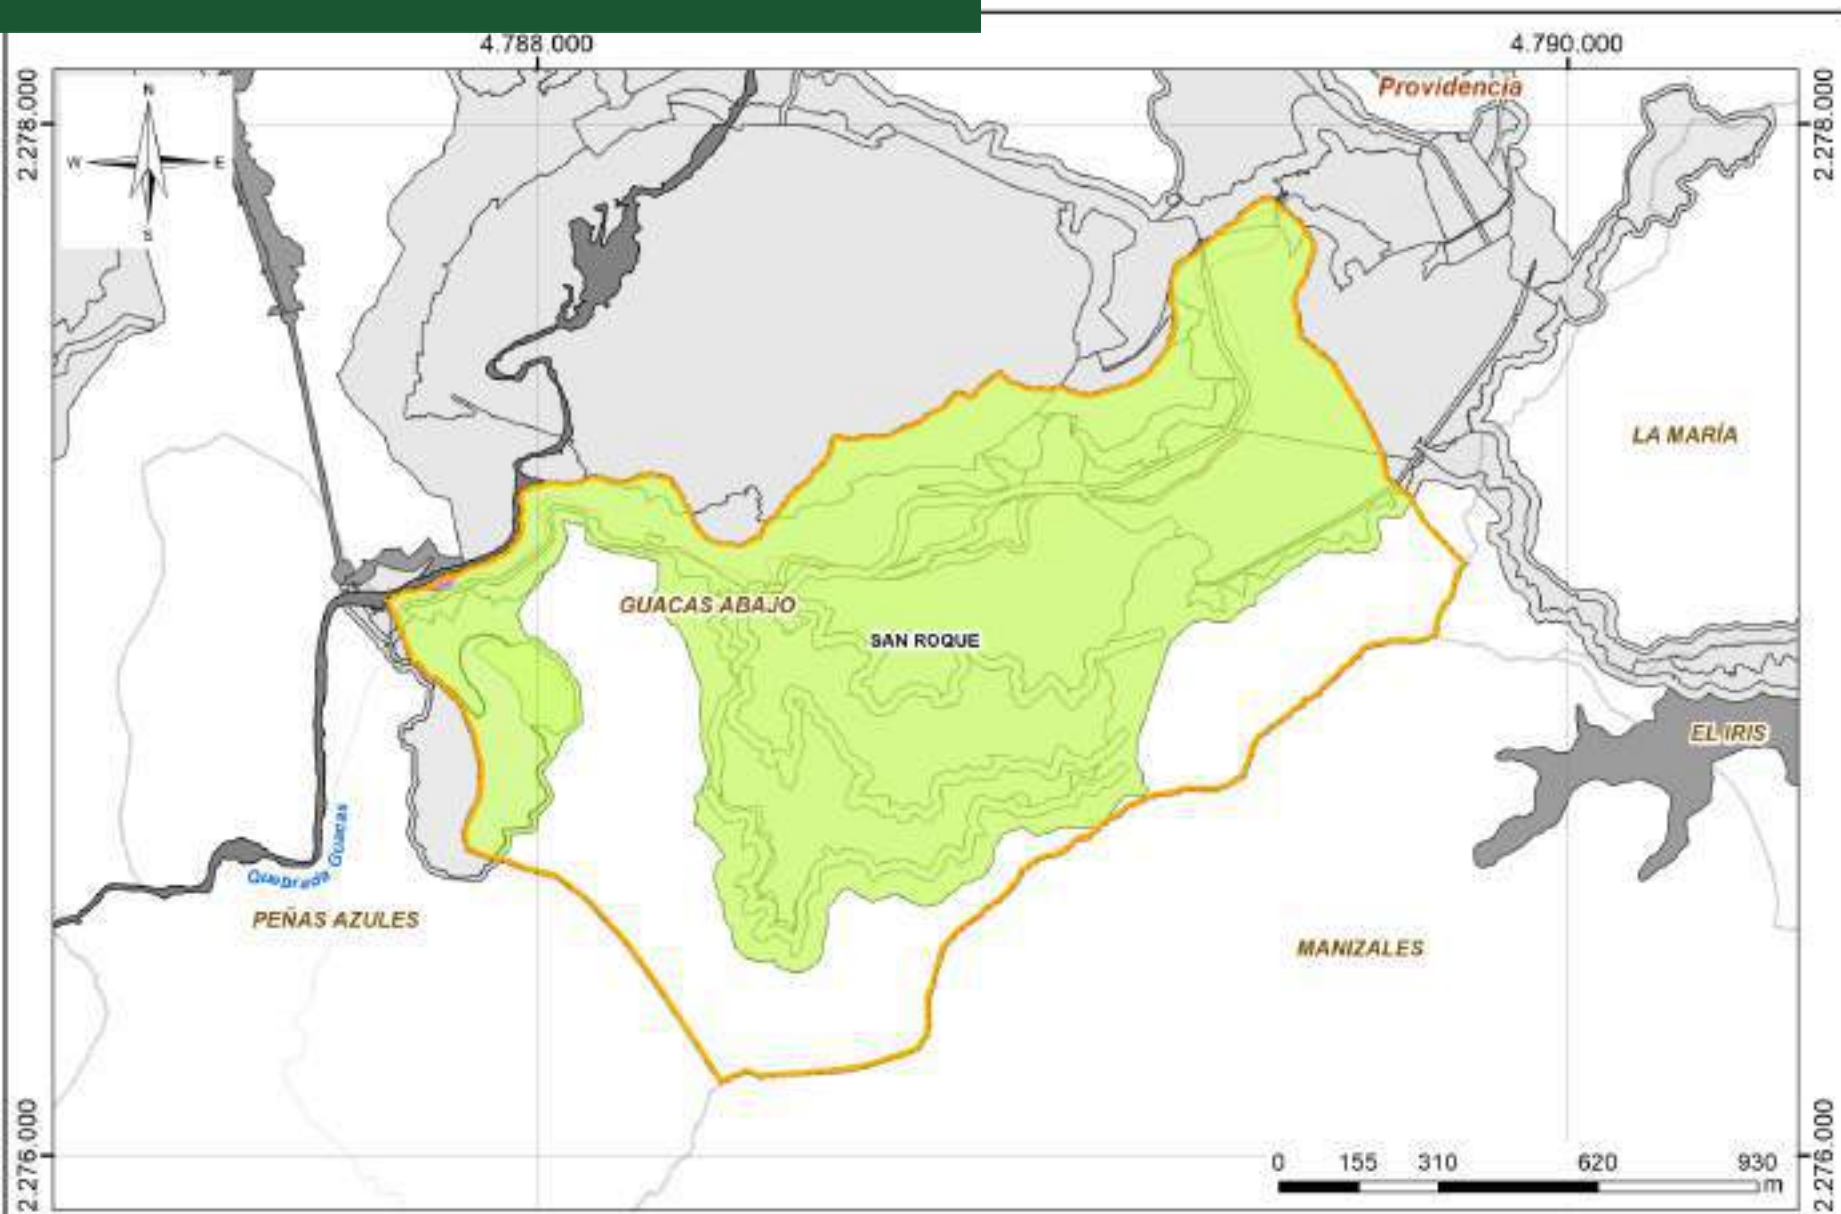 4.788.000
4.790.000
2.278.000
2.278.000
Providencia
N
W
E
S
LA MARÍA
GUACAS ABAJO
SAN ROQUE
EL IRIS
Quebrada Guacas
PEÑAS AZULES
MANIZALES
2.276.000
2.276.000
0 155 310 620 930
m